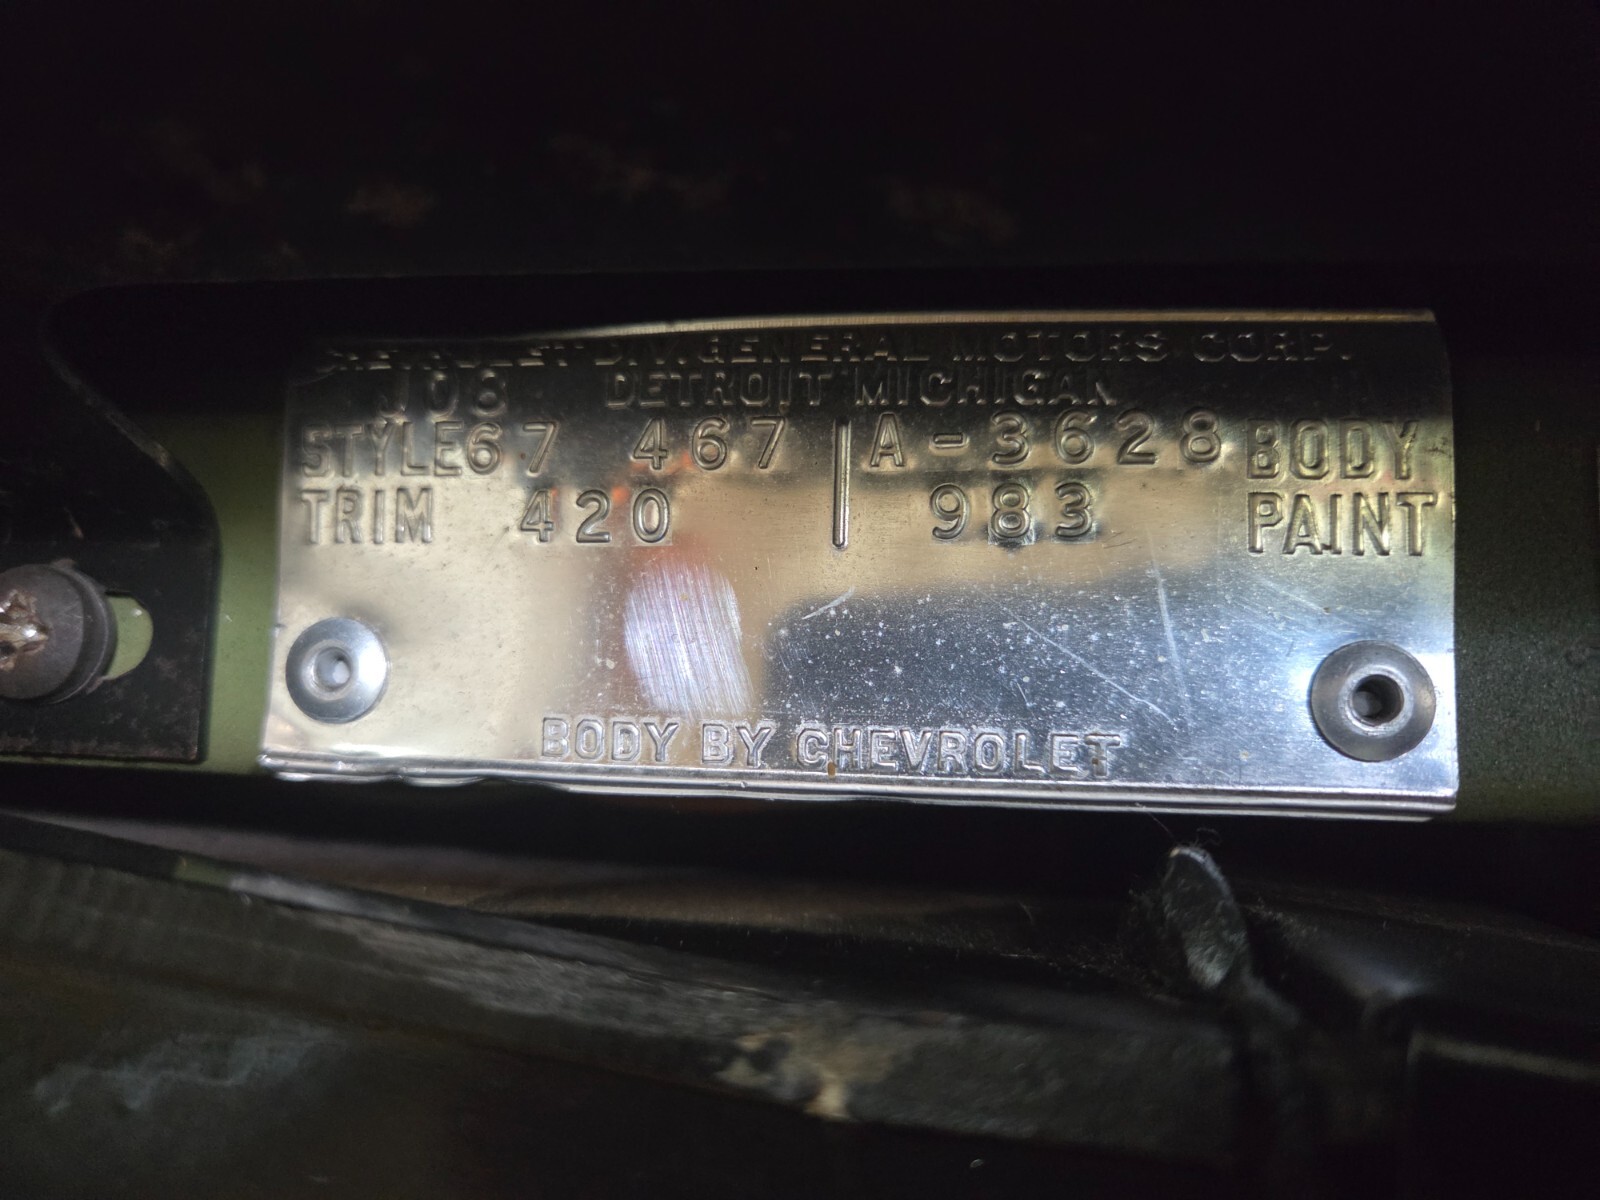 CHEVROLET DIV. GENERAL MOTORS CORP.
J08 DETROIT MICHIGAN
STYLE 67 467 A-3628 BODY
TRIM 420 983 PAINT
BODY BY CHEVROLET